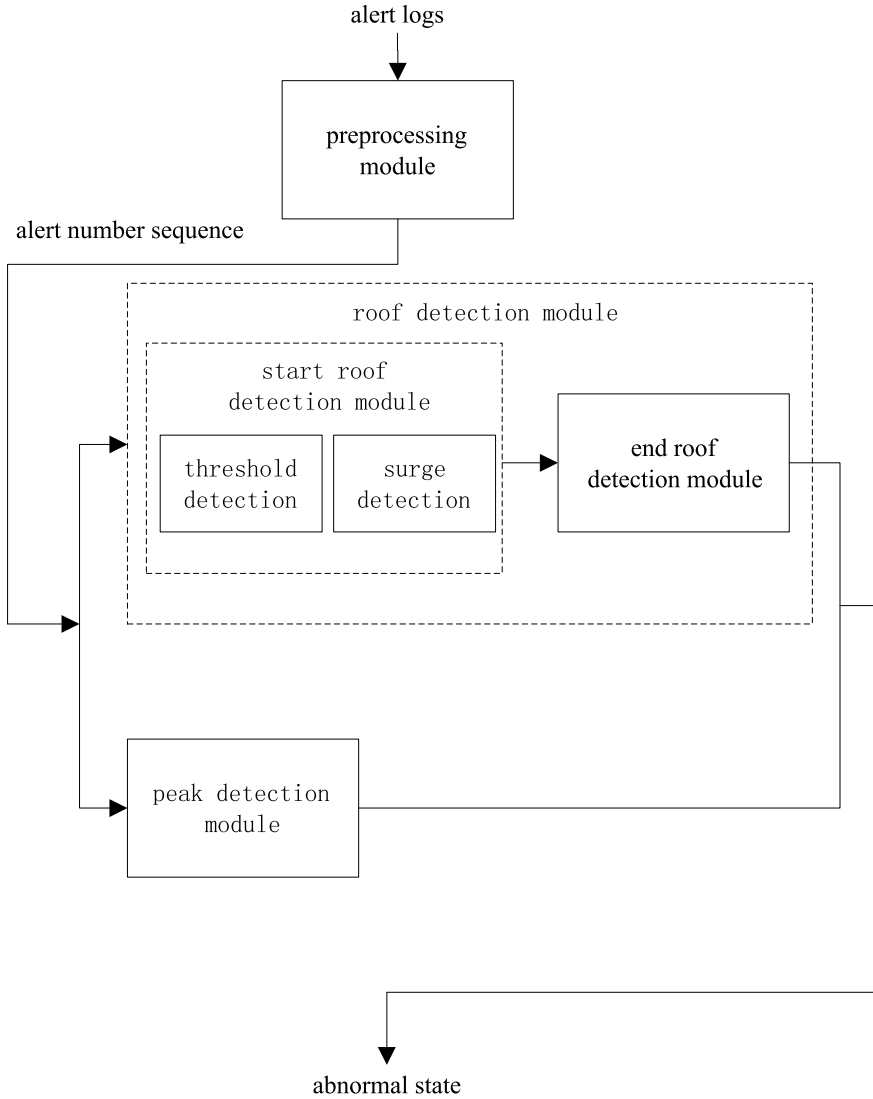 alert logs
preprocessing
module
alert number sequence
roof detection module
start roof
detection module
threshold
detection
surge
detection
end roof
detection module
peak detection
module
abnormal state